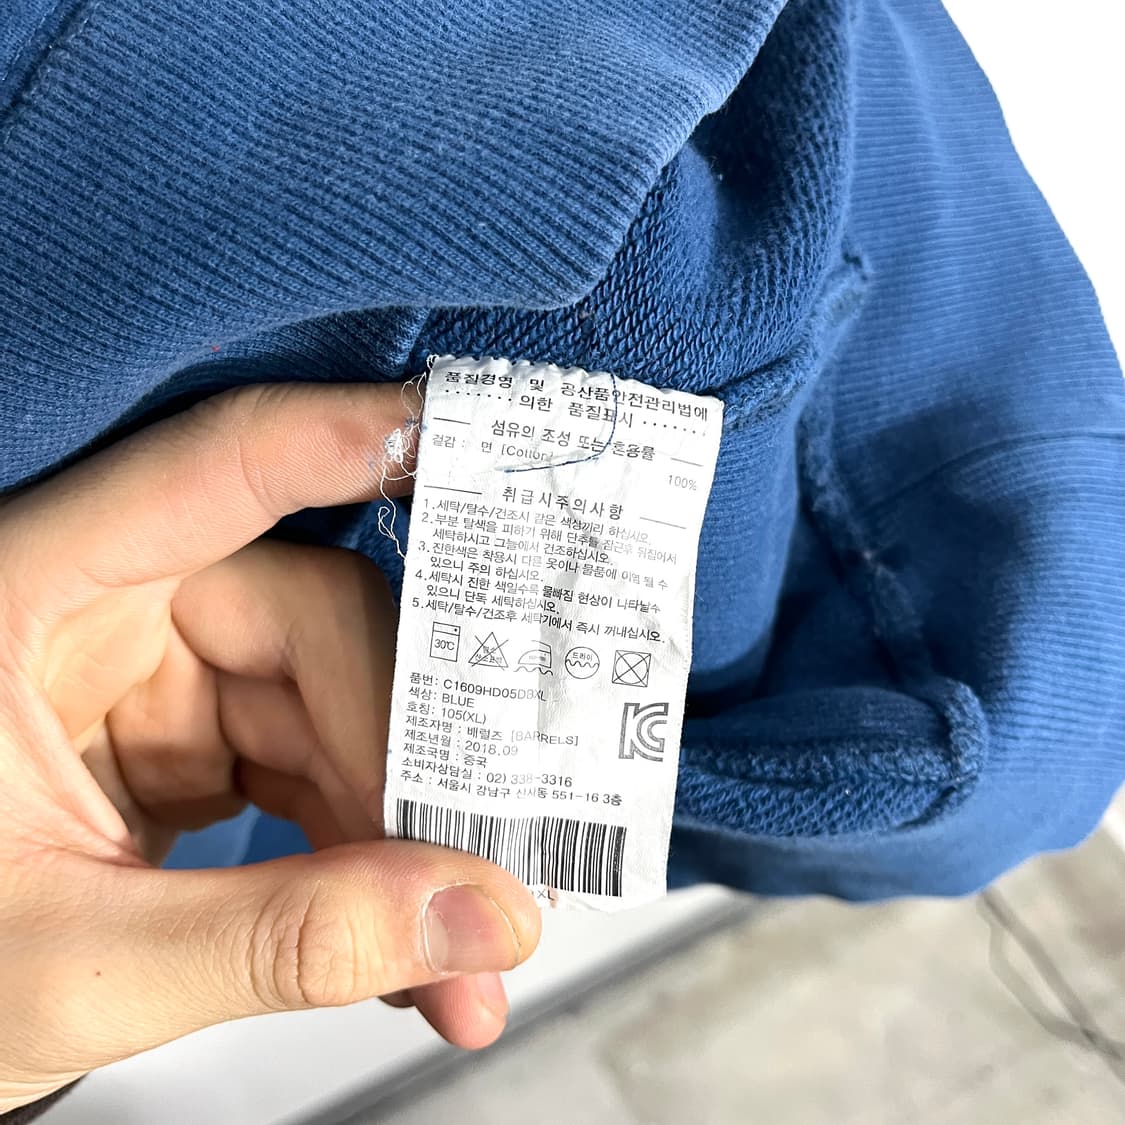 품질경영 및 공산품안전관리법에
·······의한 품질표시·······
섬유의 조성 또는 혼용률
겉감 : 면 [Cotton] 100%
취급시주의사항
1.세탁/탈수/건조시 같은 색상끼리 하십시오.
2.부분 탈색을 피하기 위해 단추를 잠근후 뒤집어서
세탁하시고 그늘에서 건조하십시오.
3.진한색은 착용시 다른 옷이나 물품에 이염 될 수
있으니 주의 하십시오.
4.세탁시 진한 색일수록 물빠짐 현상이 나타날수
있으니 단독 세탁하십시오.
5.세탁/탈수/건조후 세탁기에서 즉시 꺼내십시오.
30℃ 염소 산소표백 드라이
품번: C1609HD05DBXL
색상: BLUE
호칭: 105(XL)
제조자명 : 배럴즈 [BARRELS]
제조년월 : 2018.09
제조국명 : 중국
소비자상담실 : 02) 338-3316
주소 : 서울시 강남구 신사동 551-16 3층
KC
XL